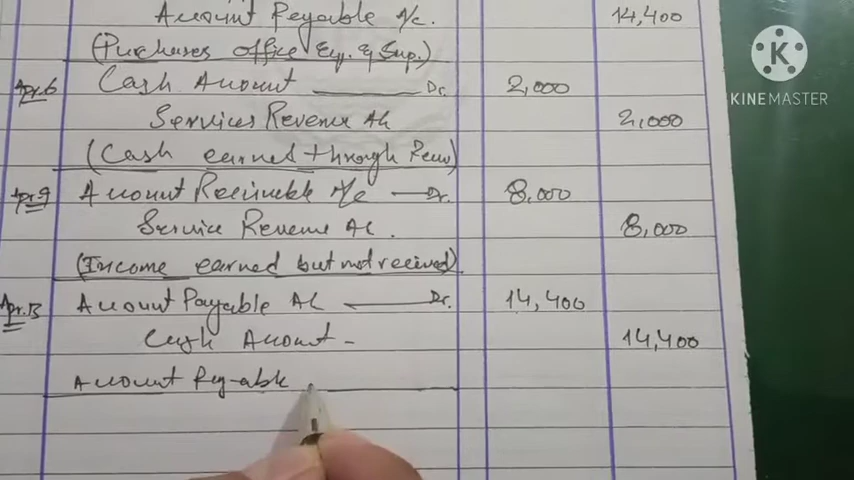 Account Payable A/c. 14,400
(Purchases office Eq. & Sup.)
Apr.6 Cash Account Dr. 2,000
Services Revenue A/c 2,000
(Cash earned through Reve)
Apr.9 Account Receivable A/c Dr. 8,000
Service Revenue A/c. 8,000
(Income earned but not received)
Apr.13 Account Payable A/c Dr. 14,400
Cash Account - 14,400
Account Payable
KINEMASTER